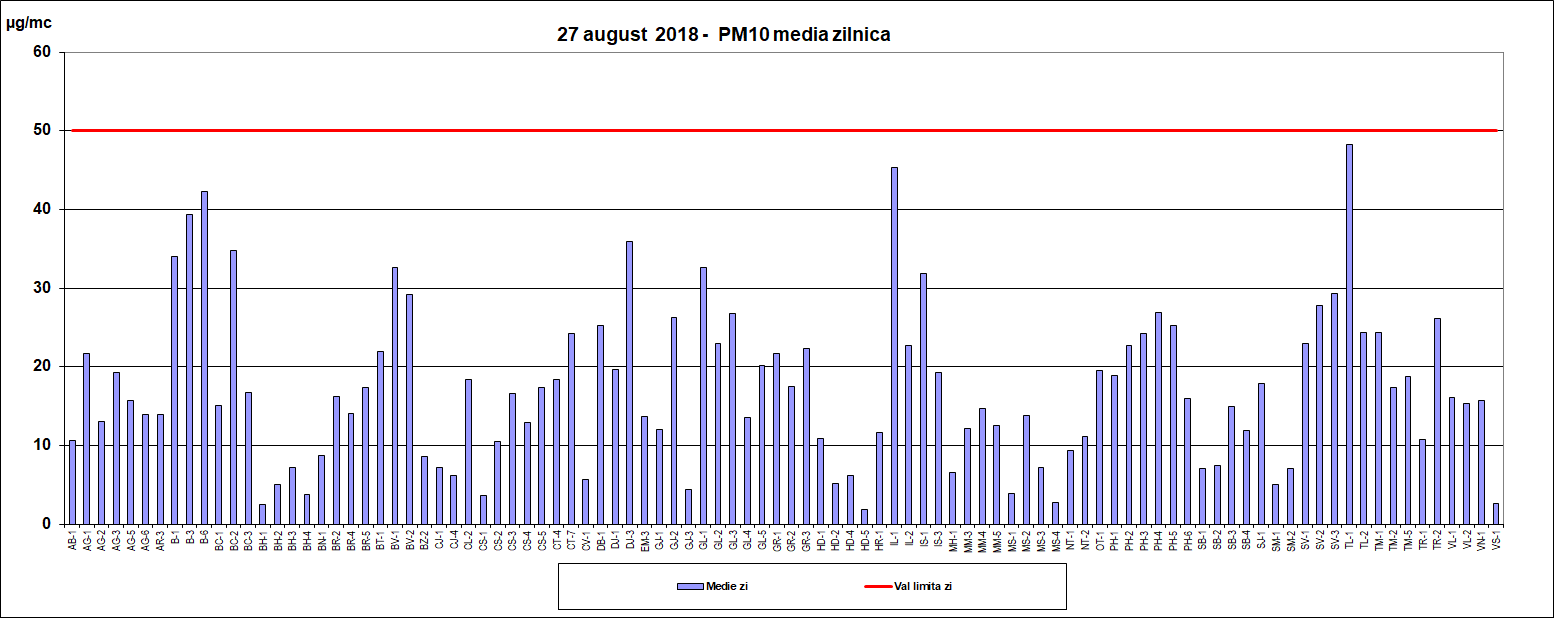 µg/mc
27 august 2018 - PM10 media zilnica
60
50
40
30
20
10
0
AB-1 AG-1 AG-2 AG-3 AG-5 AG-6 AR-3 B-1 B-3 B-6 BC-1 BC-2 BC-3 BH-1 BH-2 BH-3 BH-4 BN-1 BR-2 BR-4 BR-5 BT-1 BV-1 BV-2 BZ-2 CJ-1 CJ-4 CL-2 CS-1 CS-2 CS-3 CS-4 CS-5 CT-4 CT-7 CV-1 DB-1 DJ-1 DJ-3 EM-3 GJ-1 GJ-2 GJ-3 GL-1 GL-2 GL-3 GL-4 GL-5 GR-1 GR-2 GR-3 HD-1 HD-2 HD-4 HD-5 HR-1 IL-1 IL-2 IS-1 IS-3 MH-1 MM-3 MM-4 MM-5 MS-1 MS-2 MS-3 MS-4 NT-1 NT-2 OT-1 PH-1 PH-2 PH-3 PH-4 PH-5 PH-6 SB-1 SB-2 SB-3 SB-4 SJ-1 SM-1 SM-2 SV-1 SV-2 SV-3 TL-1 TL-2 TM-1 TM-2 TM-5 TR-1 TR-2 VL-1 VL-2 VN-1 VS-1
Medie zi Val limita zi